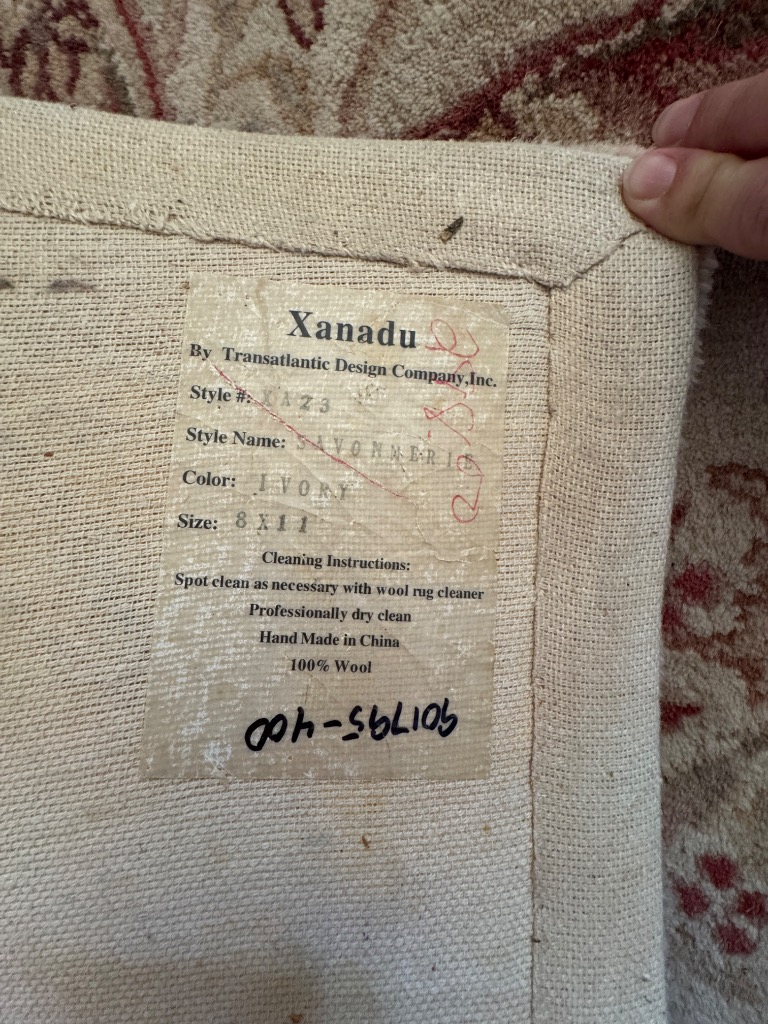 Xanadu
By Transatlantic Design Company,Inc.
Style #: XA23
Style Name: SAVONNERIE
Color: IVORY
Size: 8X11
Cleaning Instructions:
Spot clean as necessary with wool rug cleaner
Professionally dry clean
Hand Made in China
100% Wool
901795-400